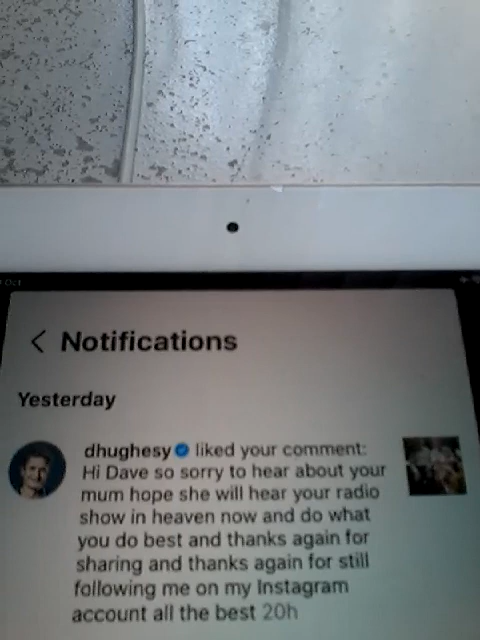 Oct
Notifications
Yesterday
dhughesy liked your comment:
Hi Dave so sorry to hear about your
mum hope she will hear your radio
show in heaven now and do what
you do best and thanks again for
sharing and thanks again for still
following me on my Instagram
account all the best 20h